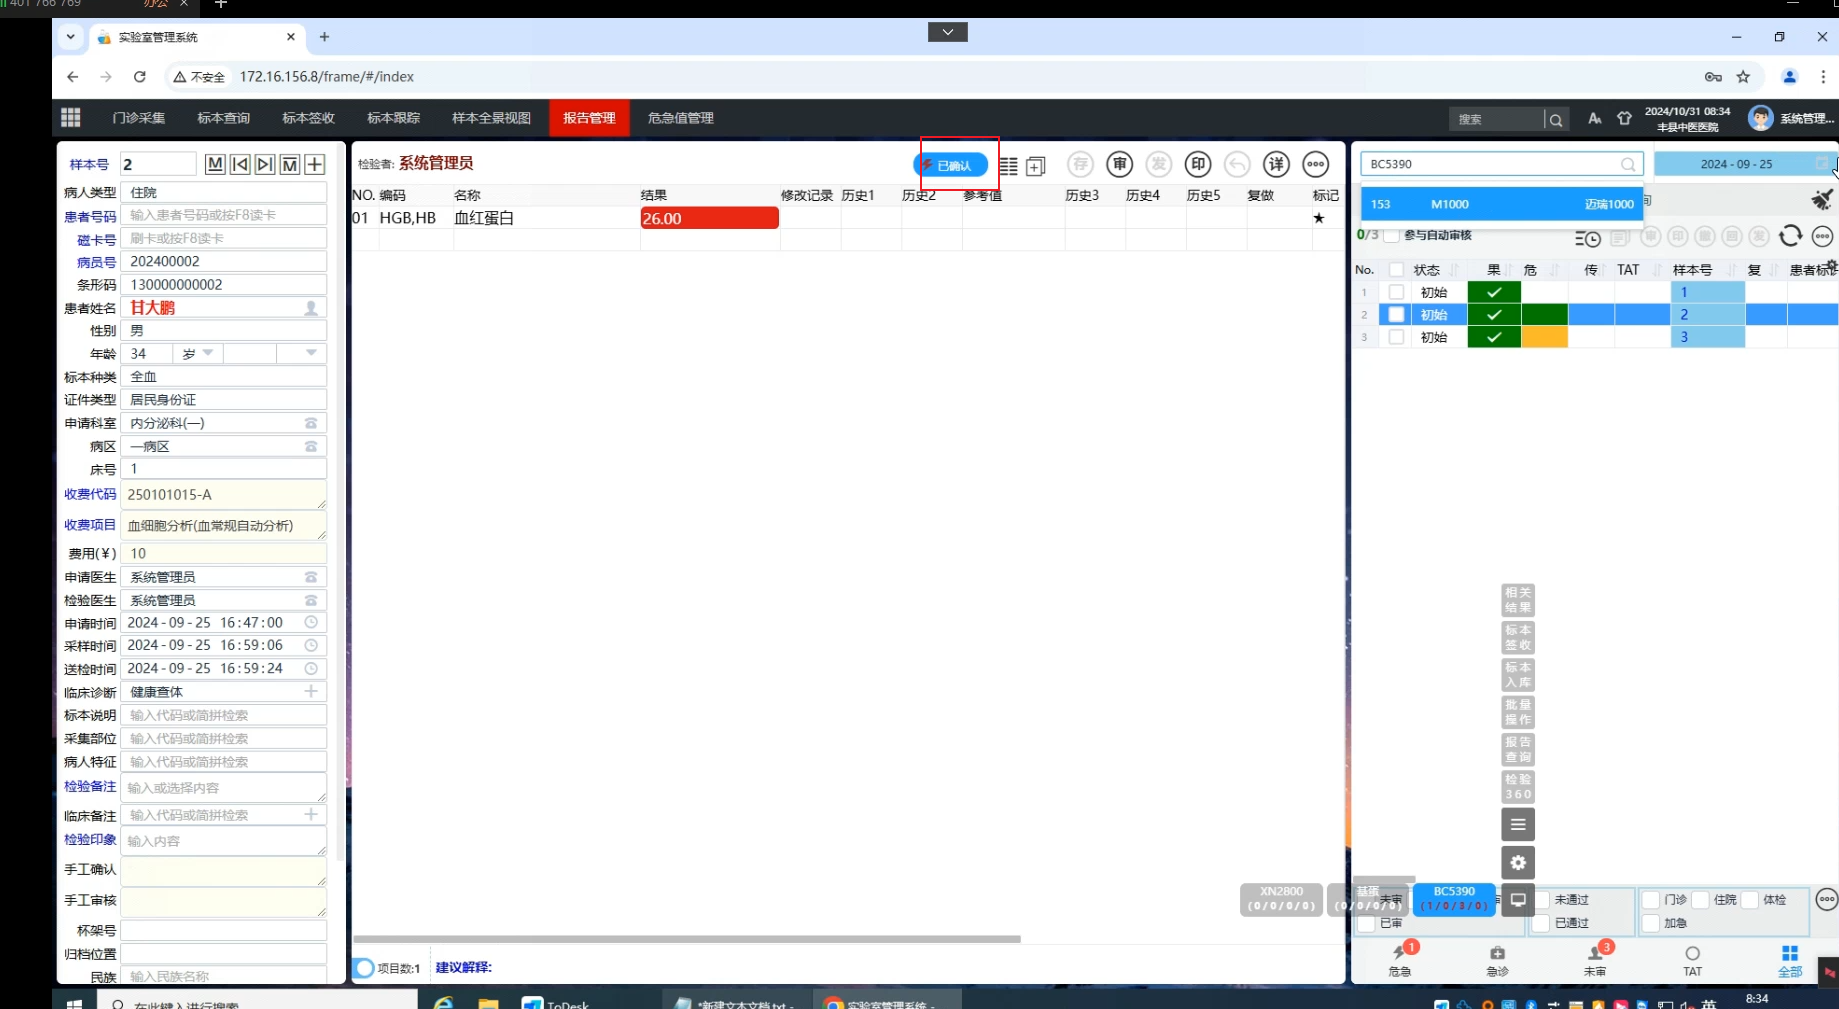 401 766 769
办公
实验室管理系统
不安全
172.16.156.8/frame/#/index
门诊采集
标本查询
标本签收
标本跟踪
样本全景视图
报告管理
危急值管理
搜索
2024/10/31 08:34
丰县中医医院
系统管理...
样本号 2
病人类型 住院
患者号码 输入患者号码或按F8读卡
磁卡号 刷卡或按F8读卡
病员号 202400002
条形码 130000000002
患者姓名 甘大鹏
性别 男
年龄 34 岁
标本种类 全血
证件类型 居民身份证
申请科室 内分泌科(一)
病区 一病区
床号 1
收费代码 250101015-A
收费项目 血细胞分析(血常规自动分析)
费用(¥) 10
申请医生 系统管理员
检验医生 系统管理员
申请时间 2024-09-25 16:47:00
采样时间 2024-09-25 16:59:06
送检时间 2024-09-25 16:59:24
临床诊断 健康查体
标本说明 输入代码或简拼检索
采集部位 输入代码或简拼检索
病人特征 输入代码或简拼检索
检验备注 输入或选择内容
临床备注 输入代码或简拼检索
检验印象 输入内容
手工确认
手工审核
杯架号
归档位置
民族 输入民族名称
检验者: 系统管理员
已确认
存 审 发 印 详
NO. 编码 名称 结果 修改记录 历史1 历史2 参考值 历史3 历史4 历史5 复做 标记
01 HGB,HB 血红蛋白 26.00 ★
项目数:1
建议解释:
BC5390
2024-09-25
153 M1000 迈瑞1000
0/3 参与自动审核
No. 状态 果 危 传 TAT 样本号 复 患者标
1 初始 1
2 初始 2
3 初始 3
相关
结果
标本
签收
标本
入库
批量
操作
报告
查询
检验
360
XN2800
(0/0/0/0)
基蛋
(0/0/0/0)
BC5390
(1/0/3/0)
未审
已审
未通过
已通过
门诊 住院 体检
加急
1
危急
急诊
3
未审
TAT
全部
在此键入进行搜索
ToDesk
*新建文本文档.txt -
实验室管理系统 -
英
8:34